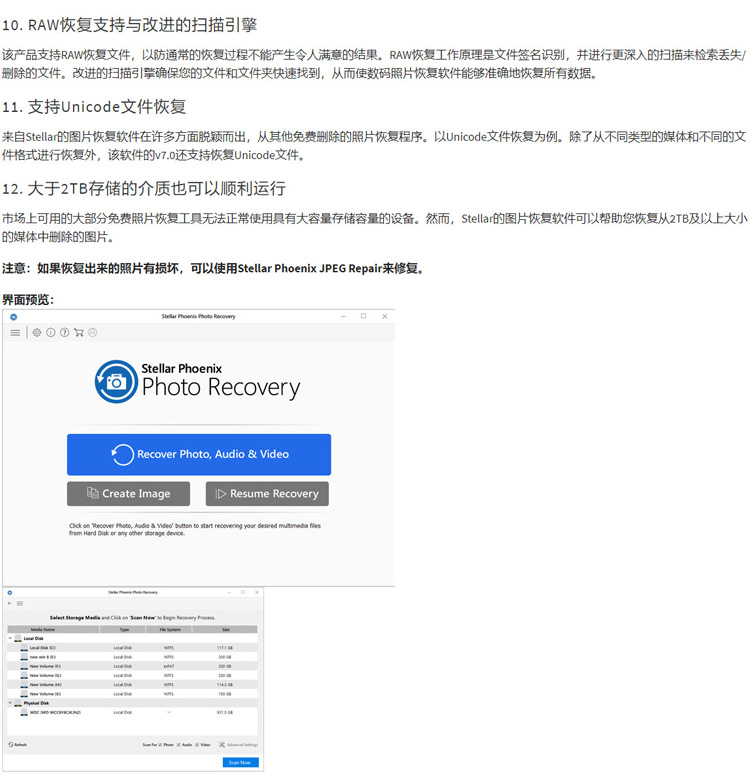 10. RAW恢复支持与改进的扫描引擎
该产品支持RAW恢复文件，以防通常的恢复过程不能产生令人满意的结果。RAW恢复工作原理是文件签名识别，并进行更深入的扫描来检索丢失/
删除的文件。改进的扫描引擎确保您的文件和文件夹快速找到，从而使数码照片恢复软件能够准确地恢复所有数据。
11. 支持Unicode文件恢复
来自Stellar的图片恢复软件在许多方面脱颖而出，从其他免费删除的照片恢复程序。以Unicode文件恢复为例。除了从不同类型的媒体和不同的文
件格式进行恢复外，该软件的v7.0还支持恢复Unicode文件。
12. 大于2TB存储的介质也可以顺利运行
市场上可用的大部分免费照片恢复工具无法正常使用具有大容量存储容量的设备。然而，Stellar的图片恢复软件可以帮助您恢复从2TB及以上大小
的媒体中删除的图片。
注意：如果恢复出来的照片有损坏，可以使用Stellar Phoenix JPEG Repair来修复。
界面预览：
Stellar Phoenix Photo Recovery
Stellar Phoenix
Photo Recovery
Recover Photo, Audio & Video
Create Image Resume Recovery
Click on 'Recover Photo, Audio & Video' button to start recovering your desired multimedia files
from Hard Disk or any other storage device.
Stellar Phoenix Photo Recovery
Select Storage Media and Click on 'Scan Now' to Begin Recovery Process.
Media Name Type File System Size
Local Disk
Local Disk (C:) Local Disk NTFS 117.1 GB
new win 8 (E:) Local Disk NTFS 200 GB
New Volume (F:) Local Disk exFAT 200 GB
New Volume (G:) Local Disk NTFS 200 GB
New Volume (H:) Local Disk NTFS 114.3 GB
New Volume (K:) Local Disk NTFS 100 GB
Physical Disk
Local Disk -- 931.5 GB
Refresh Scan For Photo Audio Video Advanced Settings
Scan Now